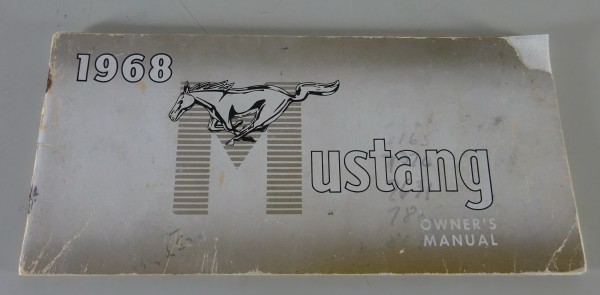 1968
Mustang
OWNER'S
MANUAL